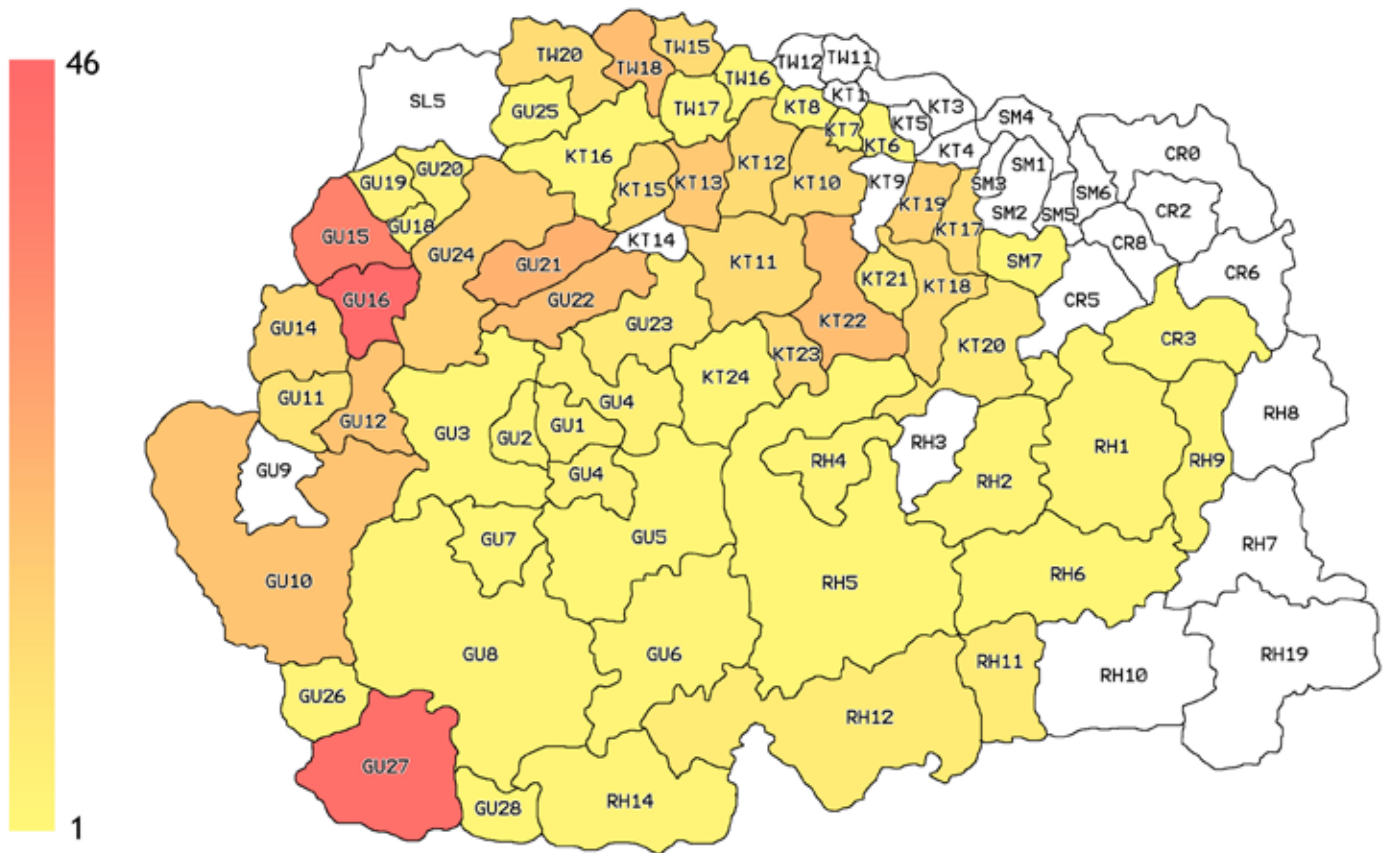 46
1
TW20
TW18
TW15
TW16
TW12
TW11
SL5
GU25
TW17
KT8
KT1
KT3
KT7
KT6
KT5
KT4
SM4
CR0
KT16
GU20
GU19
GU18
KT15
KT13
KT12
KT10
KT9
KT19
KT17
SM3
SM1
SM2
SM6
SM5
CR2
CR8
CR6
GU15
GU24
GU21
KT14
KT11
KT21
KT18
SM7
CR5
GU16
GU22
GU14
GU23
KT22
KT23
KT20
CR3
GU11
GU12
GU3
GU2
GU1
GU4
KT24
RH8
GU9
GU4
RH4
RH3
RH2
RH1
RH9
GU7
GU5
GU10
RH5
RH6
RH7
GU8
GU6
RH11
RH10
RH19
GU26
RH12
GU27
GU28
RH14